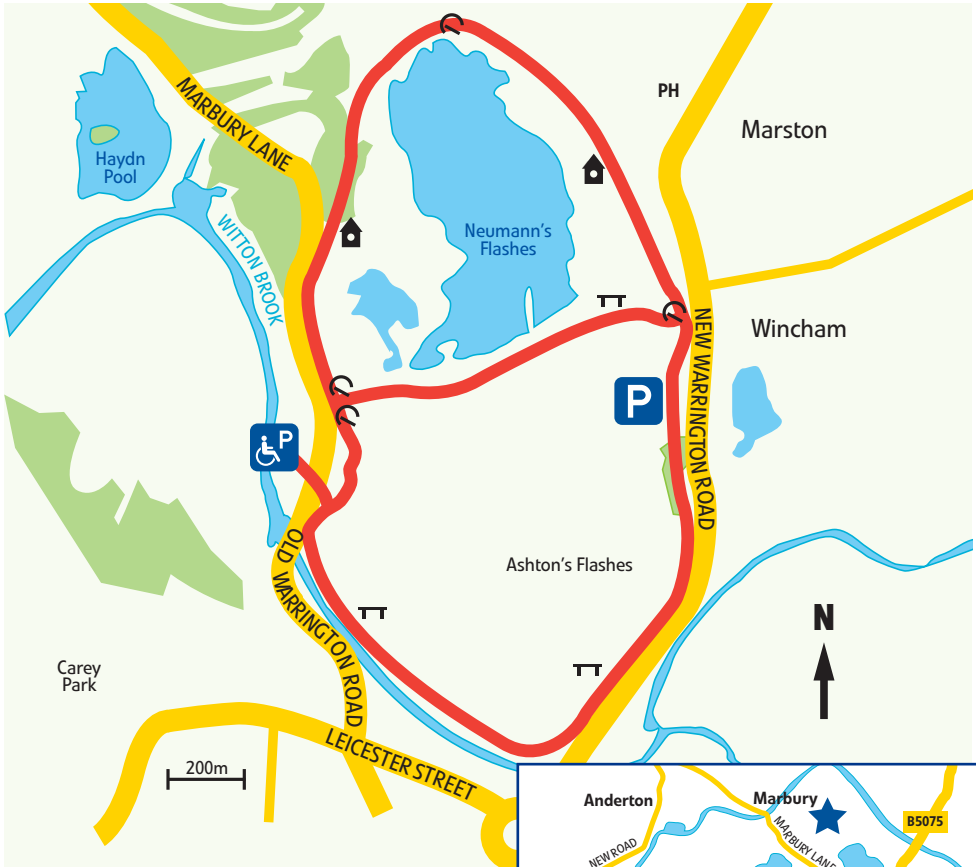 PH
MARBURY LANE
Marston
Haydn
Pool
Neumann's
Flashes
WITTON BROOK
Wincham
NEW WARRINGTON ROAD
P
P
OLD WARRINGTON ROAD
Ashton's Flashes
N
Carey
Park
LEICESTER STREET
200m
Anderton
Marbury
B5075
MARBURY LANE
NEW ROAD